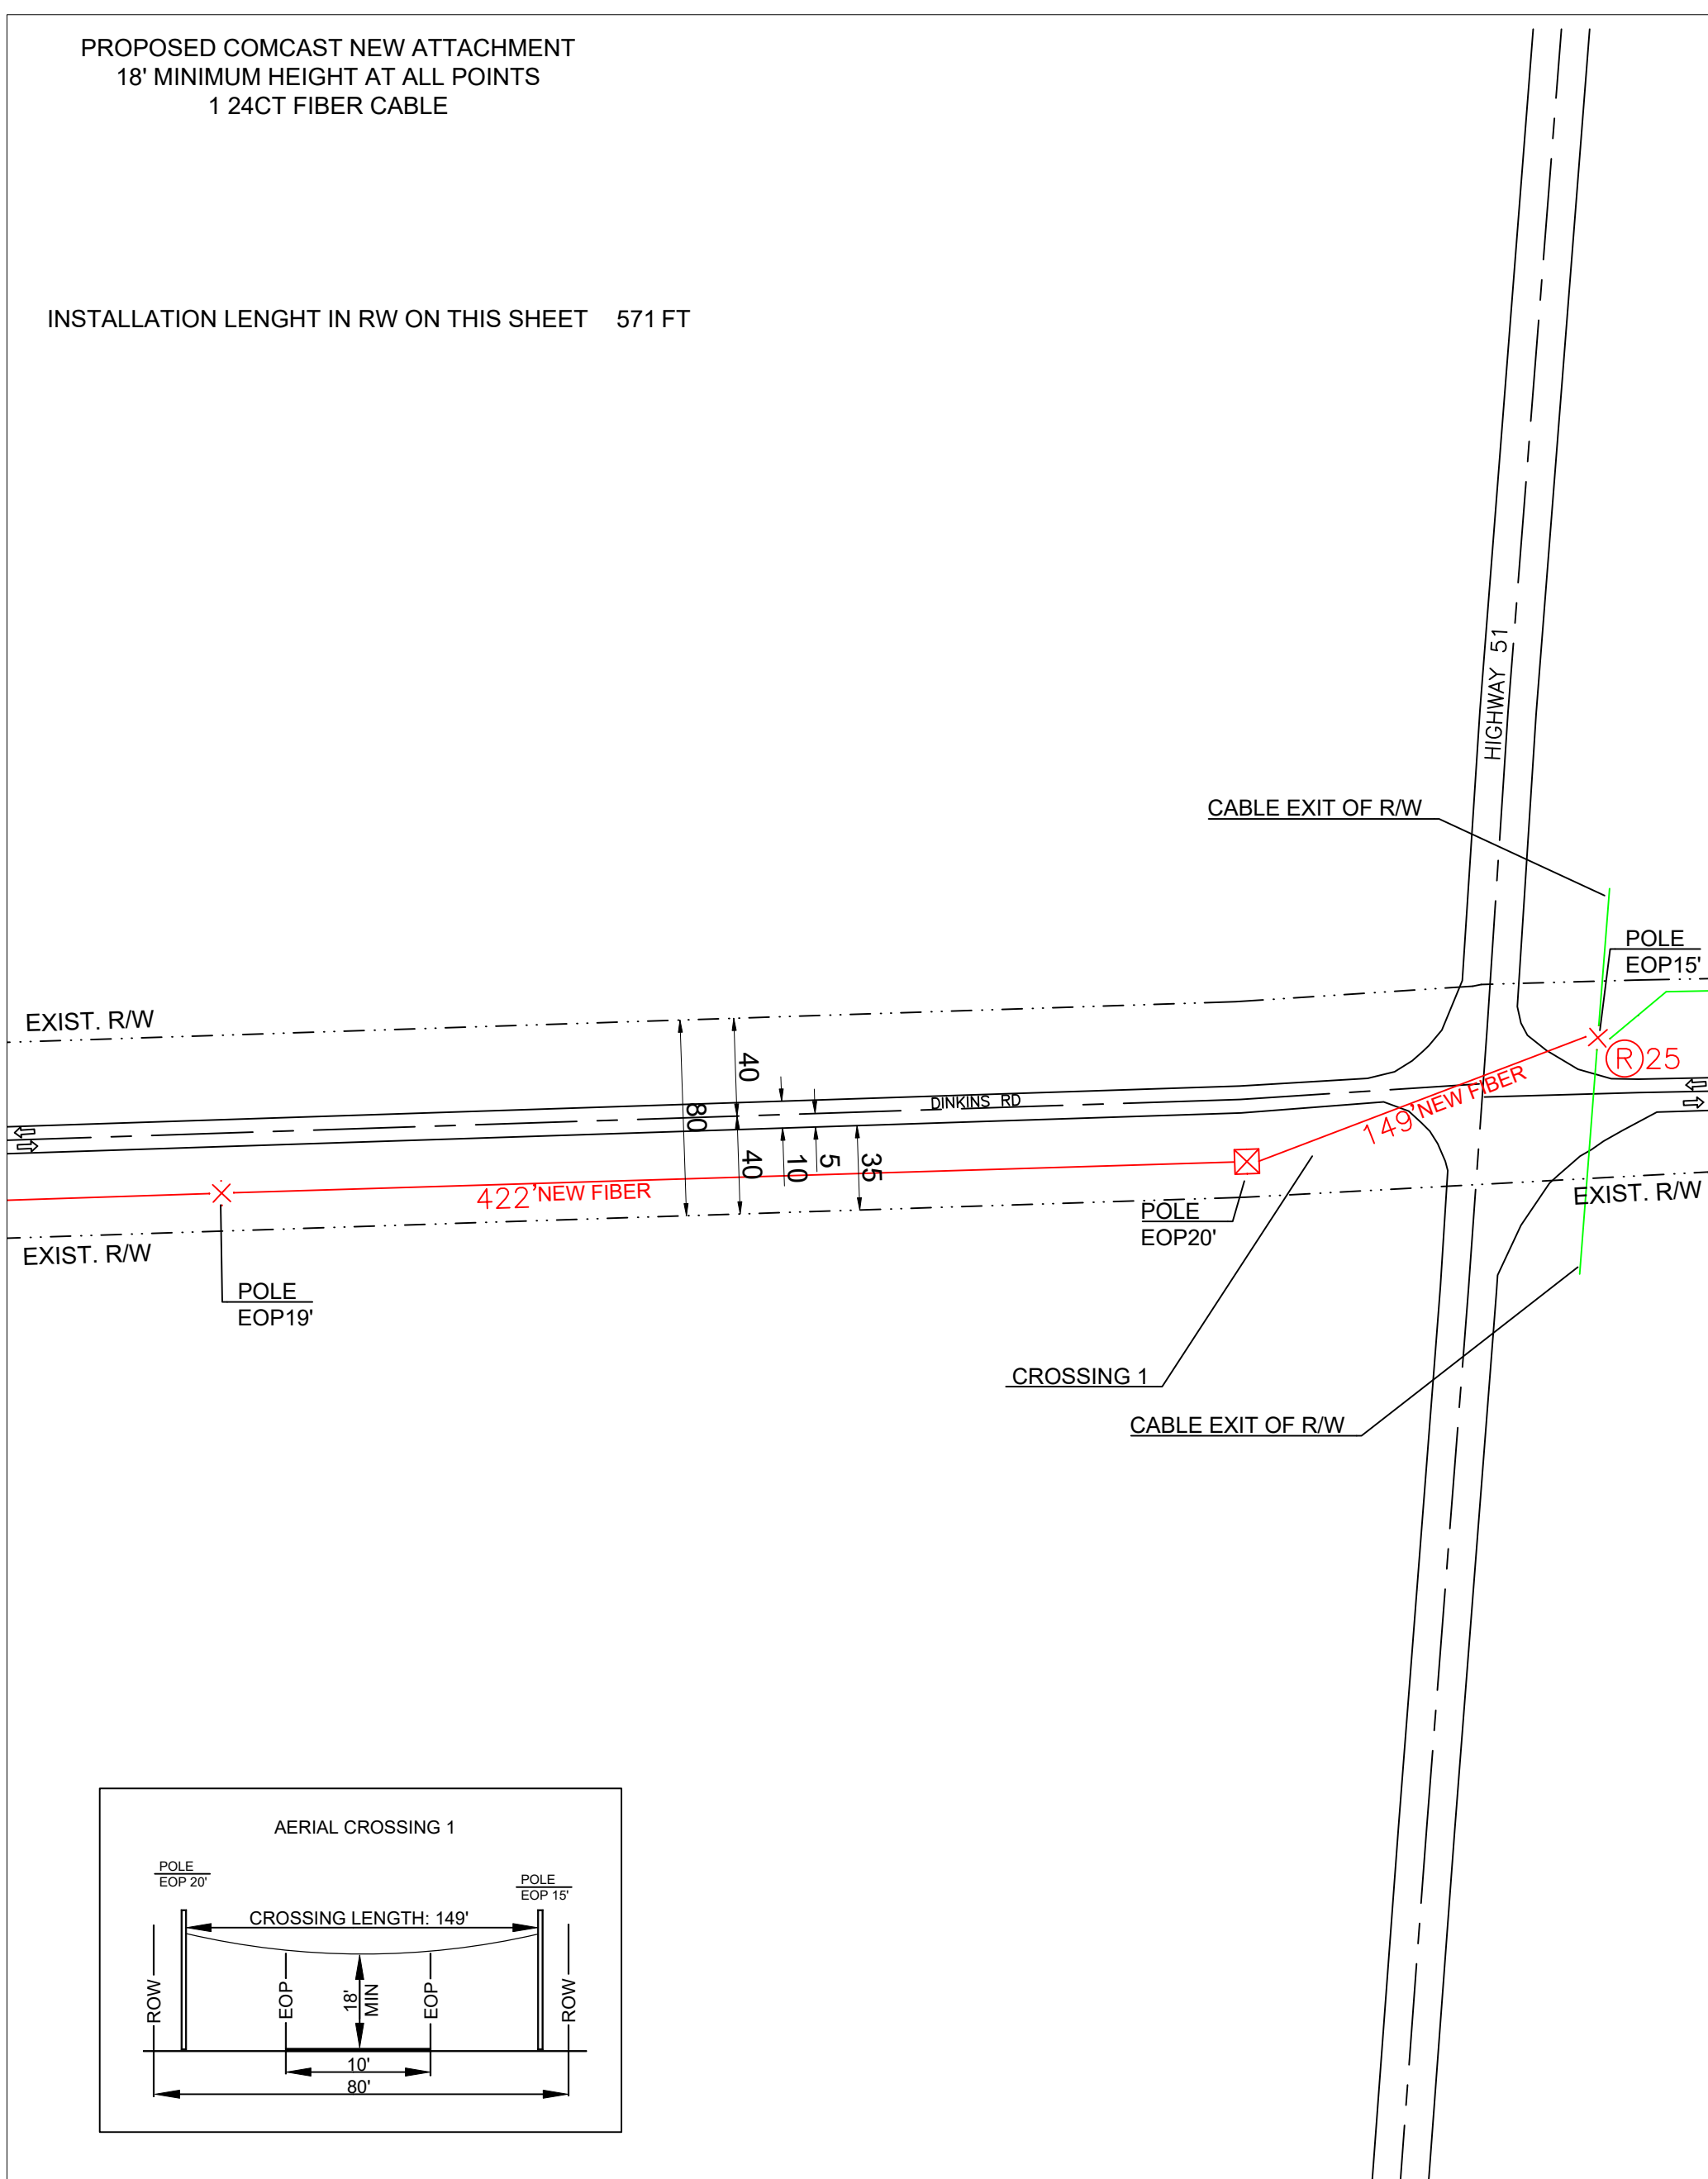 PROPOSED COMCAST NEW ATTACHMENT
18' MINIMUM HEIGHT AT ALL POINTS
1 24CT FIBER CABLE
INSTALLATION LENGHT IN RW ON THIS SHEET 571 FT
HIGHWAY 51
CABLE EXIT OF R/W
POLE
EOP15'
EXIST. R/W
40
80
DINKINS RD
R 25
149' NEW FIBER
40
10
5
35
422' NEW FIBER
EXIST. R/W
POLE
EOP20'
EXIST. R/W
POLE
EOP19'
CROSSING 1
CABLE EXIT OF R/W
AERIAL CROSSING 1
POLE
EOP 20'
POLE
EOP 15'
CROSSING LENGTH: 149'
ROW
EOP
18'
MIN
EOP
ROW
10'
80'